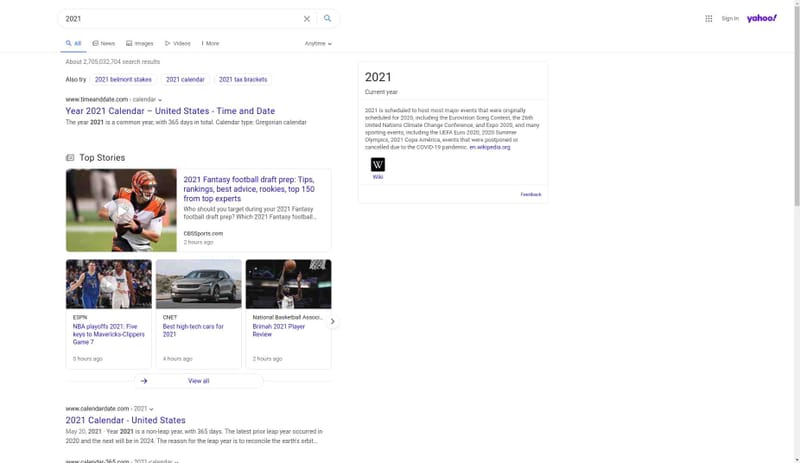 2021
Sign In
yahoo!
All
News
Images
Videos
More
Anytime
About 2,705,032,704 search results
Also try
2021 belmont stakes
2021 calendar
2021 tax brackets
www.timeanddate.com › calendar
Year 2021 Calendar – United States - Time and Date
The year 2021 is a common year, with 365 days in total. Calendar type: Gregorian calendar
Top Stories
2021 Fantasy football draft prep: Tips,
rankings, best advice, rookies, top 150
from top experts
Who should you target during your 2021 Fantasy
football draft prep? Which 2021 Fantasy football...
CBSSports.com
2 hours ago
ESPN
NBA playoffs 2021: Five
keys to Mavericks-Clippers
Game 7
5 hours ago
CNET
Best high-tech cars for
2021
4 hours ago
National Basketball Associ...
Brimah 2021 Player
Review
2 hours ago
View all
www.calendardate.com › 2021
2021 Calendar - United States
May 20, 2021 · Year 2021 is a non-leap year, with 365 days. The latest prior leap year occurred in
2020 and the next will be in 2024. The reason for the leap year is to reconcile the earth's orbit...
www.calendar-365.com › 2021-calendar
2021
Current year
2021 is scheduled to host most major events that were originally
scheduled for 2020, including the Eurovision Song Contest, the 26th
United Nations Climate Change Conference, and Expo 2020, and many
sporting events, including the UEFA Euro 2020, 2020 Summer
Olympics, 2021 Copa América, events that were postponed or
cancelled due to the COVID-19 pandemic. en.wikipedia.org
W
Wiki
Feedback